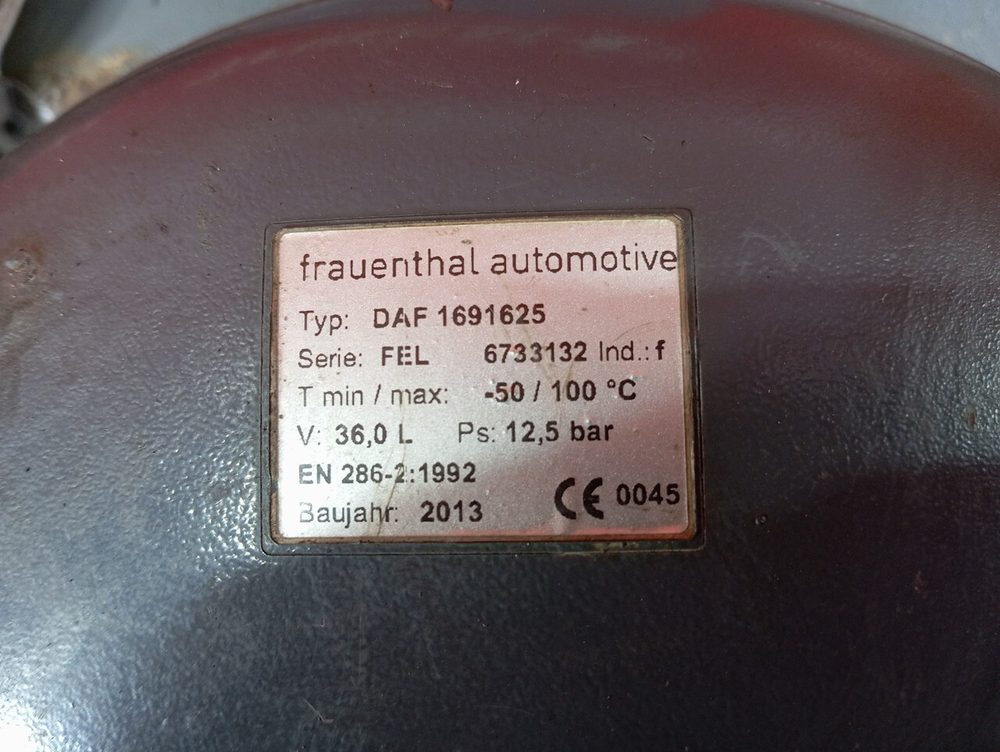 frauenthal automotive
Typ: DAF 1691625
Serie: FEL 6733132 Ind.: f
T min / max: -50 / 100 °C
V: 36,0 L Ps: 12,5 bar
EN 286-2:1992
Baujahr: 2013 CE 0045